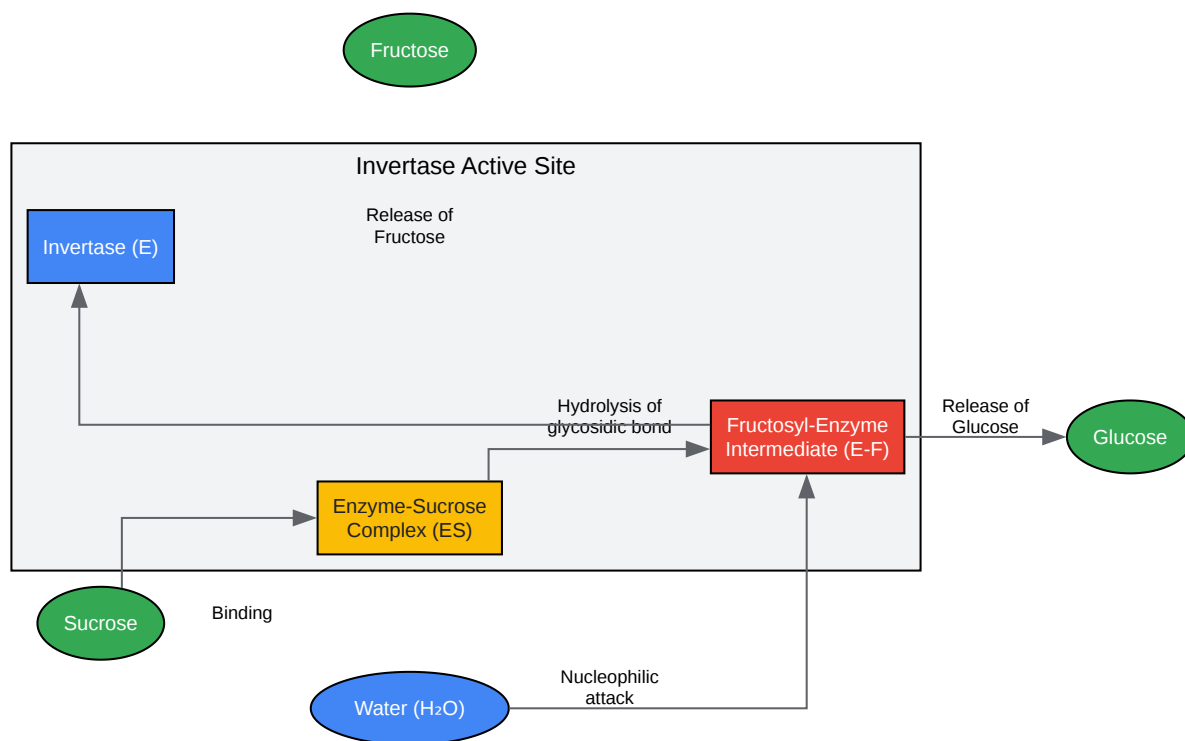 Fructose
Invertase Active Site
Release of
Fructose
Invertase (E)
Hydrolysis of
glycosidic bond
Fructosyl-Enzyme
Intermediate (E-F)
Release of
Glucose
Glucose
Enzyme-Sucrose
Complex (ES)
Sucrose
Binding
Nucleophilic
attack
Water (H₂O)